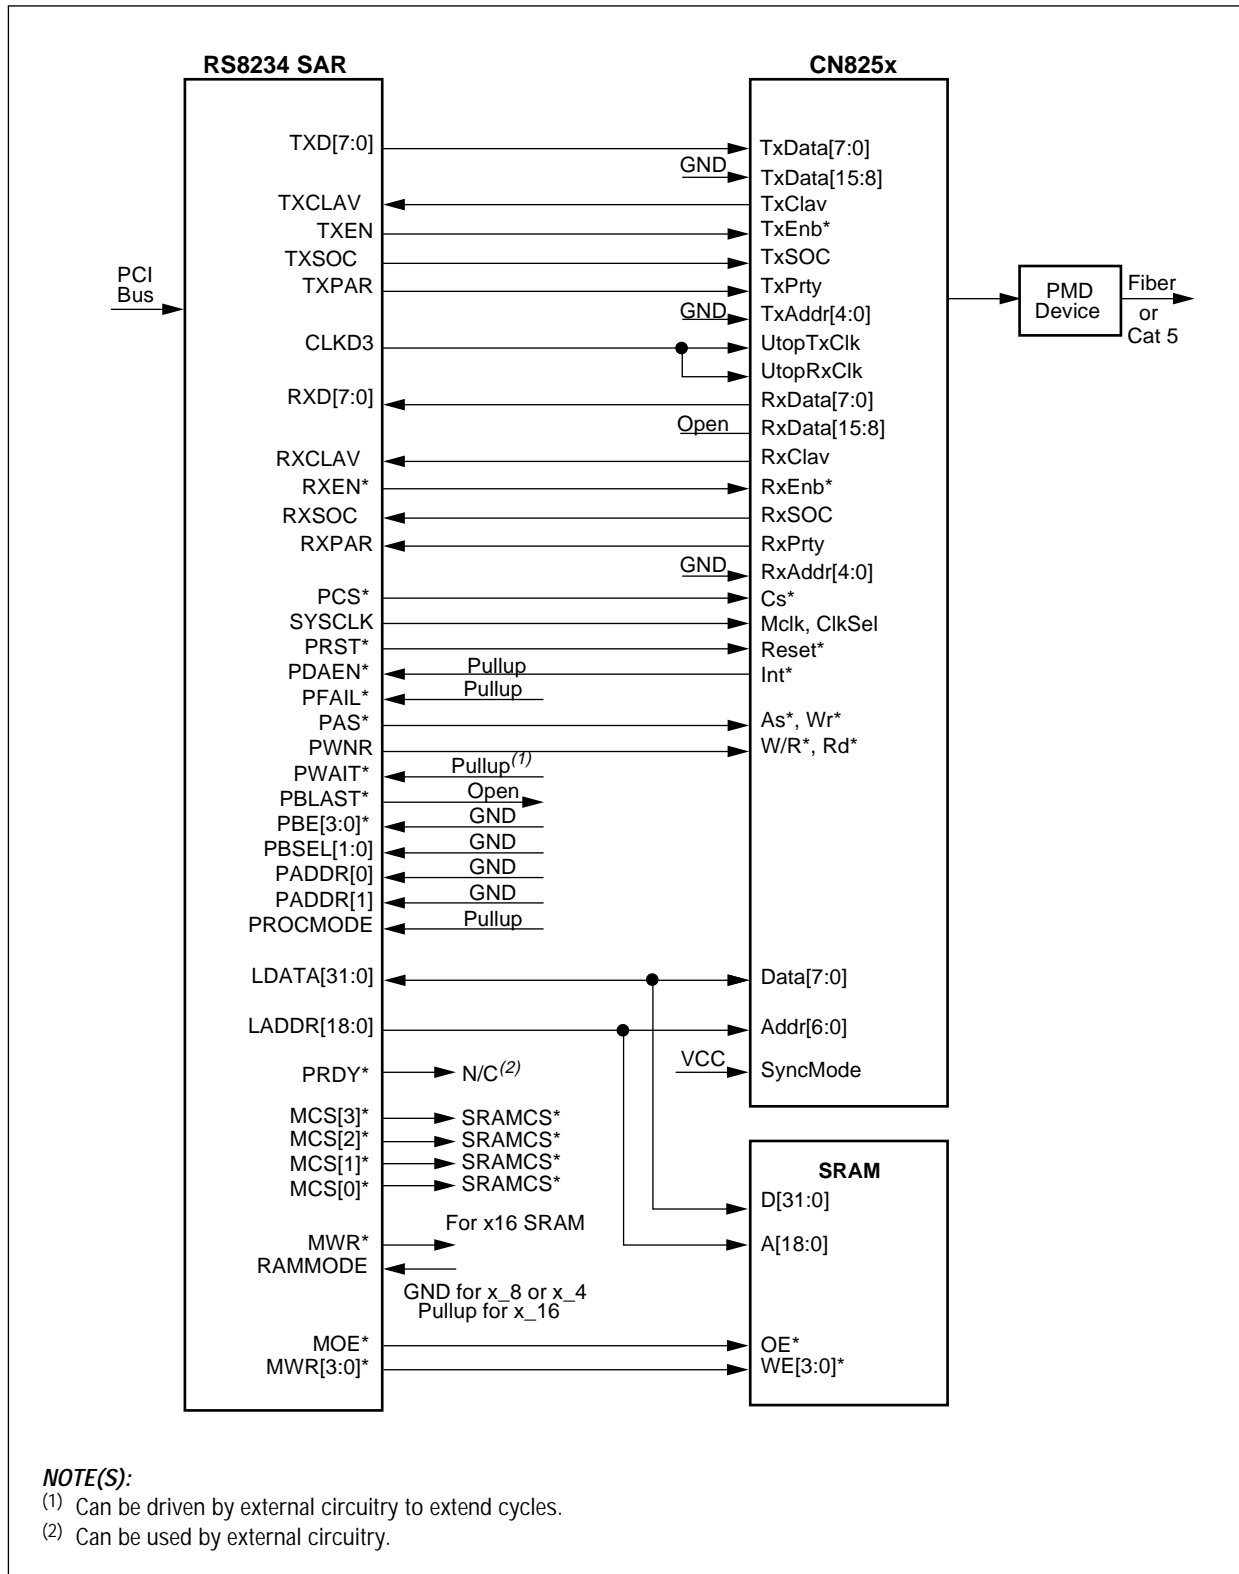 RS8234 SAR
CN825x
TXD[7:0]
TxData[7:0]
GND
TxData[15:8]
TXCLAV
TxClav
TXEN
TxEnb*
TXSOC
TxSOC
TXPAR
TxPrty
PCI
Bus
PMD
Device
Fiber
or
Cat 5
GND
TxAddr[4:0]
CLKD3
UtopTxClk
UtopRxClk
RXD[7:0]
RxData[7:0]
Open
RxData[15:8]
RXCLAV
RxClav
RXEN*
RxEnb*
RXSOC
RxSOC
RXPAR
RxPrty
GND
RxAddr[4:0]
PCS*
Cs*
SYSCLK
Mclk, ClkSel
PRST*
Reset*
PDAEN*
Pullup
Int*
PFAIL*
Pullup
PAS*
As*, Wr*
PWNR
W/R*, Rd*
PWAIT*
Pullup(1)
PBLAST*
Open
PBE[3:0]*
GND
PBSEL[1:0]
GND
PADDR[0]
GND
PADDR[1]
GND
PROCMODE
Pullup
LDATA[31:0]
Data[7:0]
LADDR[18:0]
Addr[6:0]
PRDY*
N/C(2)
VCC
SyncMode
MCS[3]*
SRAMCS*
MCS[2]*
SRAMCS*
MCS[1]*
SRAMCS*
MCS[0]*
SRAMCS*
SRAM
D[31:0]
For x16 SRAM
MWR*
A[18:0]
RAMMODE
GND for x_8 or x_4
Pullup for x_16
MOE*
OE*
MWR[3:0]*
WE[3:0]*
NOTE(S):
(1) Can be driven by external circuitry to extend cycles.
(2) Can be used by external circuitry.